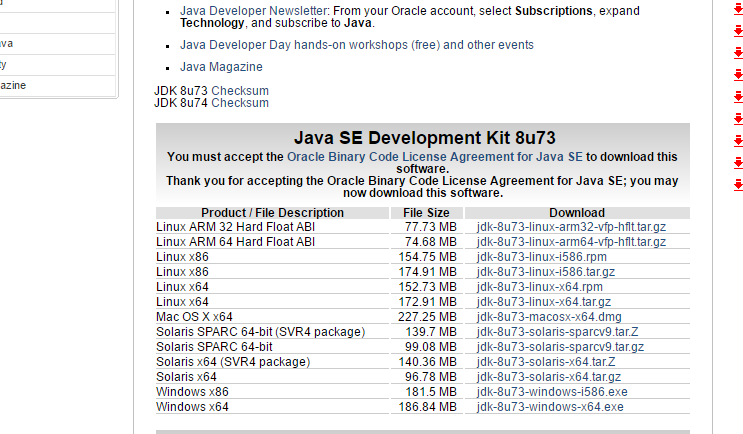 Java Developer Newsletter: From your Oracle account, select Subscriptions, expand
Technology, and subscribe to Java.
Java Developer Day hands-on workshops (free) and other events
Java Magazine
JDK 8u73 Checksum
JDK 8u74 Checksum
Java SE Development Kit 8u73
You must accept the Oracle Binary Code License Agreement for Java SE to download this
software.
Thank you for accepting the Oracle Binary Code License Agreement for Java SE; you may
now download this software.
Product / File Description File Size Download
Linux ARM 32 Hard Float ABI 77.73 MB jdk-8u73-linux-arm32-vfp-hflt.tar.gz
Linux ARM 64 Hard Float ABI 74.68 MB jdk-8u73-linux-arm64-vfp-hflt.tar.gz
Linux x86 154.75 MB jdk-8u73-linux-i586.rpm
Linux x86 174.91 MB jdk-8u73-linux-i586.tar.gz
Linux x64 152.73 MB jdk-8u73-linux-x64.rpm
Linux x64 172.91 MB jdk-8u73-linux-x64.tar.gz
Mac OS X x64 227.25 MB jdk-8u73-macosx-x64.dmg
Solaris SPARC 64-bit (SVR4 package) 139.7 MB jdk-8u73-solaris-sparcv9.tar.Z
Solaris SPARC 64-bit 99.08 MB jdk-8u73-solaris-sparcv9.tar.gz
Solaris x64 (SVR4 package) 140.36 MB jdk-8u73-solaris-x64.tar.Z
Solaris x64 96.78 MB jdk-8u73-solaris-x64.tar.gz
Windows x86 181.5 MB jdk-8u73-windows-i586.exe
Windows x64 186.84 MB jdk-8u73-windows-x64.exe